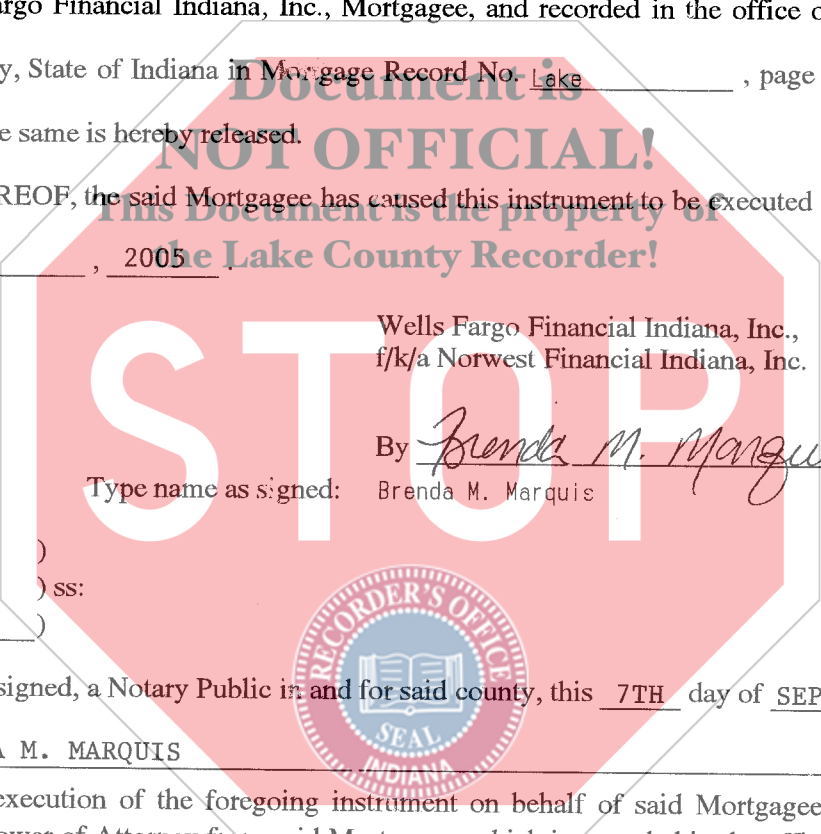 argo Financial Indiana, Inc., Mortgagee, and recorded in the office o
y, State of Indiana in Mortgage Record No. Lake , page
Document is
e same is hereby released.
NOT OFFICIAL!
REOF, the said Mortgagee has caused this instrument to be executed
This Document is the property of
the Lake County Recorder!
, 2005 .
Wells Fargo Financial Indiana, Inc.,
f/k/a Norwest Financial Indiana, Inc.
STOP
By Brenda M. Marqu
Type name as signed: Brenda M. Marquis
)
) ss:
)
RECORDER'S OFFICE
signed, a Notary Public in and for said county, this 7TH day of SEP
SEAL
INDIANA
A M. MARQUIS
execution of the foregoing instrument on behalf of said Mortgagee